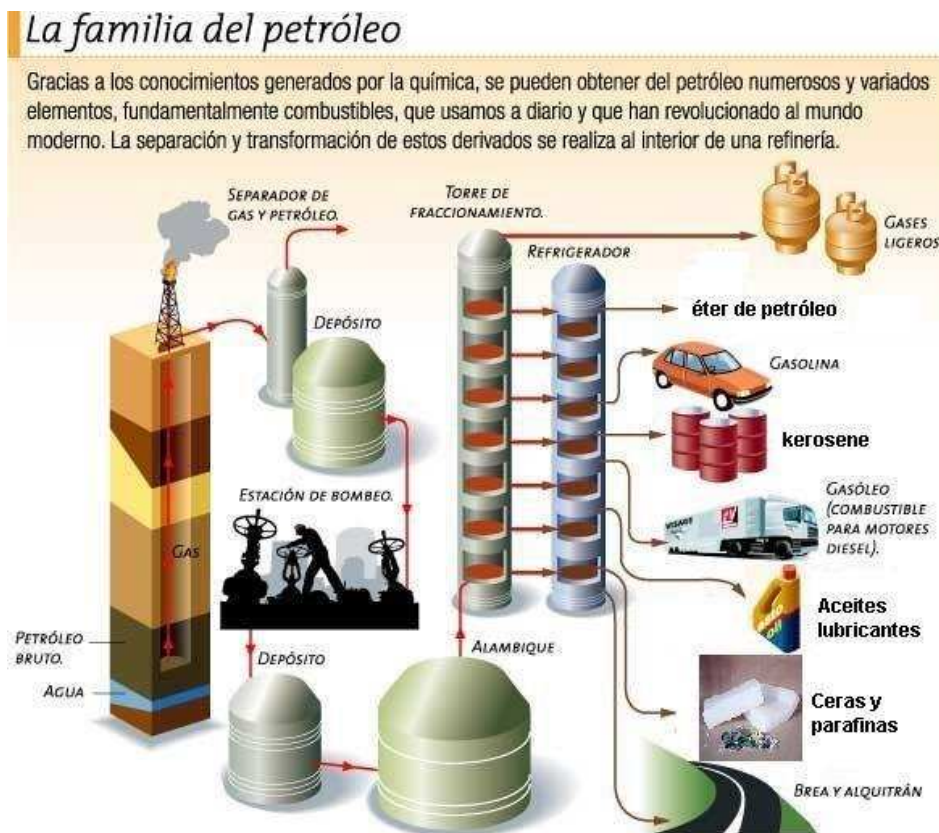 La familia del petróleo
Gracias a los conocimientos generados por la química, se pueden obtener del petróleo numerosos y variados
elementos, fundamentalmente combustibles, que usamos a diario y que han revolucionado al mundo
moderno. La separación y transformación de estos derivados se realiza al interior de una refinería.
SEPARADOR DE
GAS Y PETRÓLEO.
TORRE DE
FRACCIONAMIENTO.
REFRIGERADOR
GASES
LIGEROS
DEPÓSITO
éter de petróleo
GASOLINA
kerosene
ESTACIÓN DE BOMBEO.
GASÓLEO
(COMBUSTIBLE
PARA MOTORES
DIESEL).
GAS
Aceites
lubricantes
PETRÓLEO
BRUTO.
AGUA
DEPÓSITO
ALAMBIQUE
Ceras y
parafinas
BREA Y ALQUITRÁN